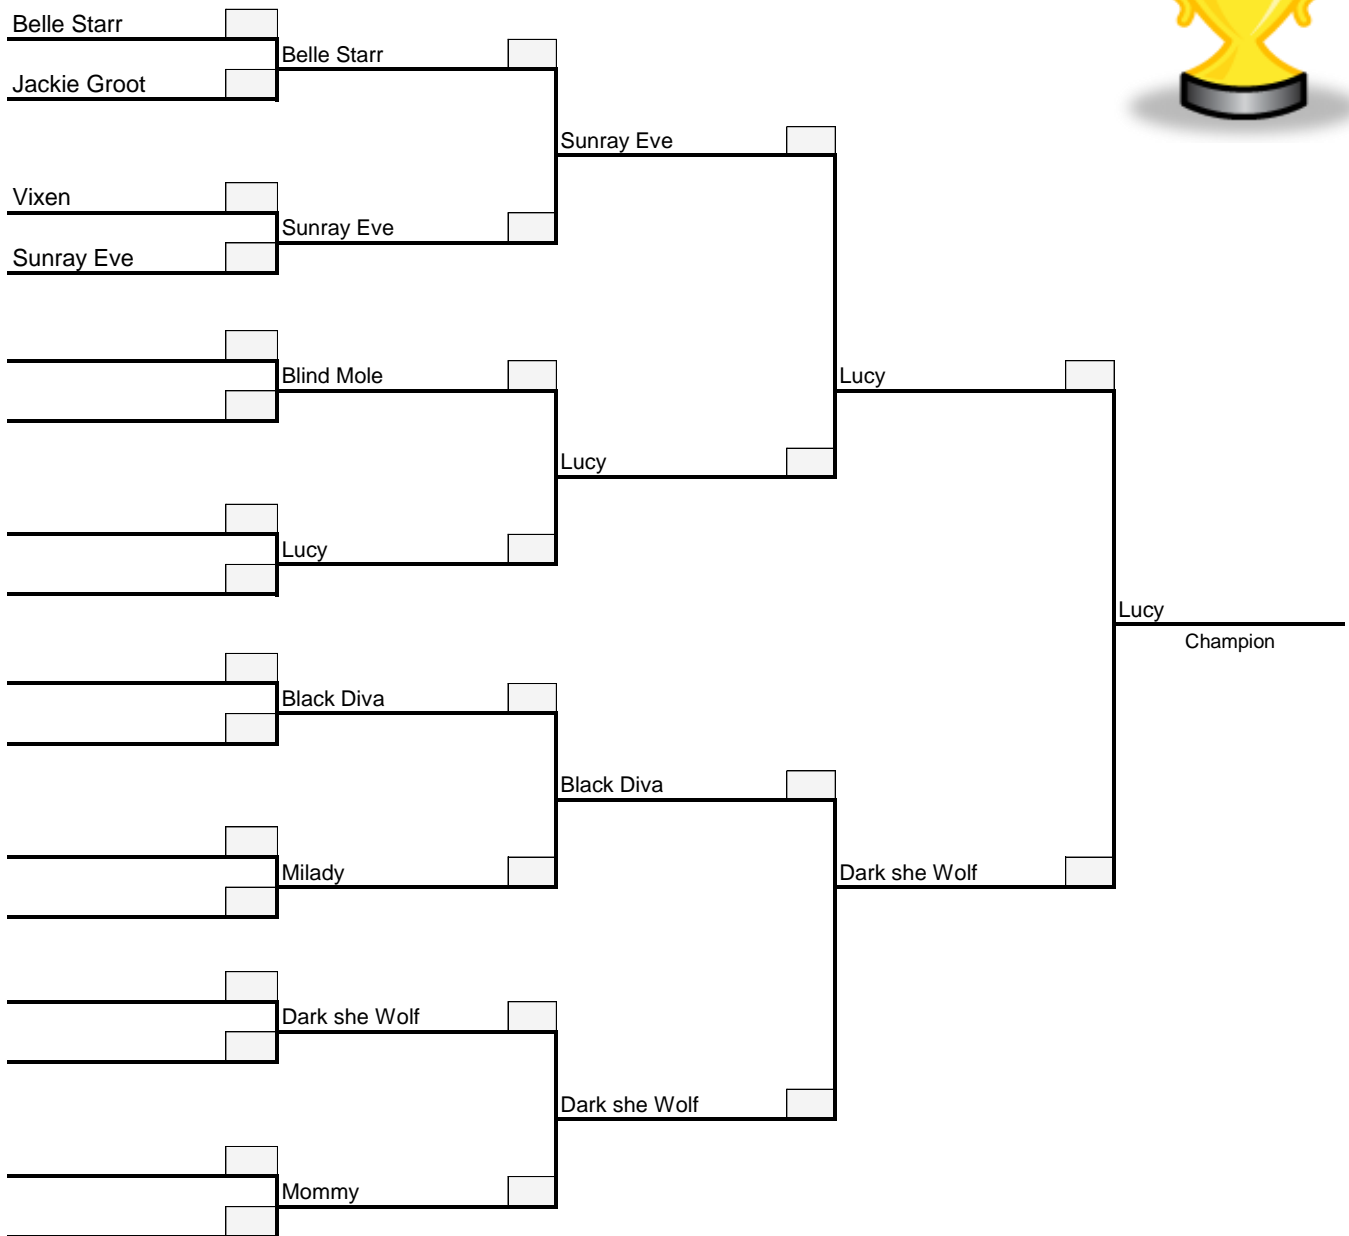 Belle Starr
Belle Starr
Jackie Groot
Sunray Eve
Vixen
Sunray Eve
Sunray Eve
Blind Mole
Lucy
Lucy
Lucy
Lucy
Champion
Black Diva
Black Diva
Milady
Dark she Wolf
Dark she Wolf
Dark she Wolf
Mommy